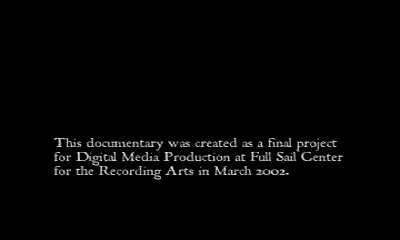 This documentary was created as a final project
for Digital Media Production at Full Sail Center
for the Recording Arts in March 2002.